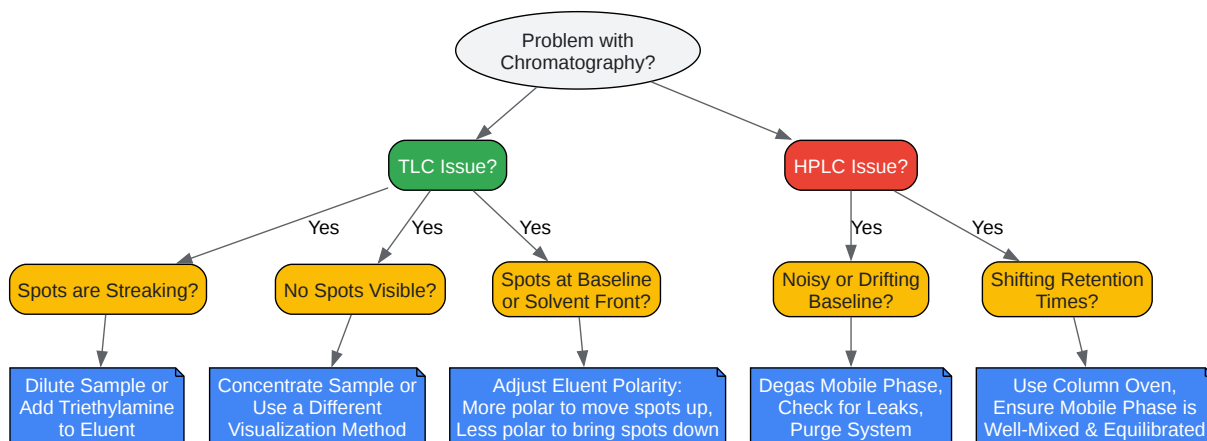 Problem with
Chromatography?
TLC Issue?
HPLC Issue?
Yes
Yes
Yes
Yes
Yes
Spots are Streaking?
No Spots Visible?
Spots at Baseline
or Solvent Front?
Noisy or Drifting
Baseline?
Shifting Retention
Times?
Dilute Sample or
Add Triethylamine
to Eluent
Concentrate Sample or
Use a Different
Visualization Method
Adjust Eluent Polarity:
More polar to move spots up,
Less polar to bring spots down
Degas Mobile Phase,
Check for Leaks,
Purge System
Use Column Oven,
Ensure Mobile Phase is
Well-Mixed & Equilibrated